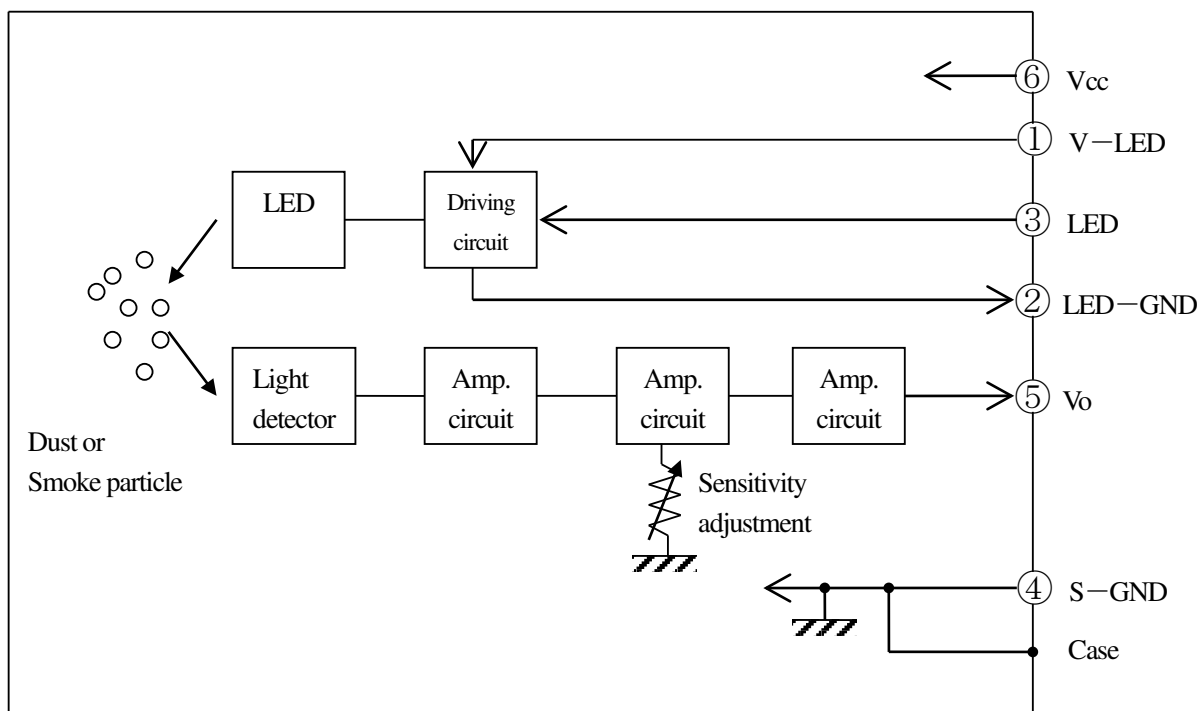 ⑥ Vcc
① V－LED
LED
Driving
circuit
③ LED
② LED－GND
Light
detector
Amp.
circuit
Amp.
circuit
Amp.
circuit
⑤ Vo
Dust or
Smoke particle
Sensitivity
adjustment
④ S－GND
Case